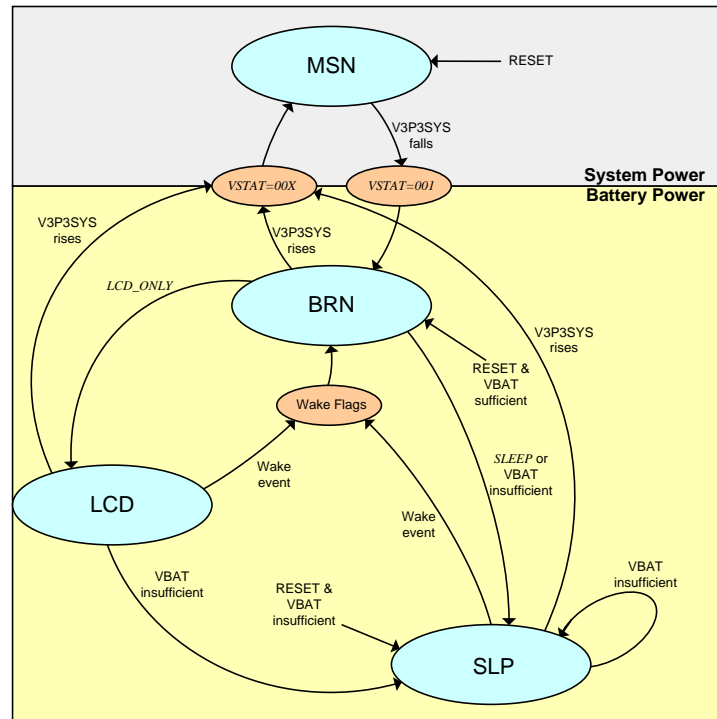 MSN
RESET
V3P3SYS
falls
System Power
VSTAT=00X
VSTAT=001
Battery Power
V3P3SYS
rises
V3P3SYS
rises
LCD_ONLY
BRN
V3P3SYS
rises
RESET &
VBAT
sufficient
Wake Flags
SLEEP or
VBAT
insufficient
Wake
event
LCD
Wake
event
VBAT
insufficient
RESET &
VBAT
insufficient
VBAT
insufficient
SLP